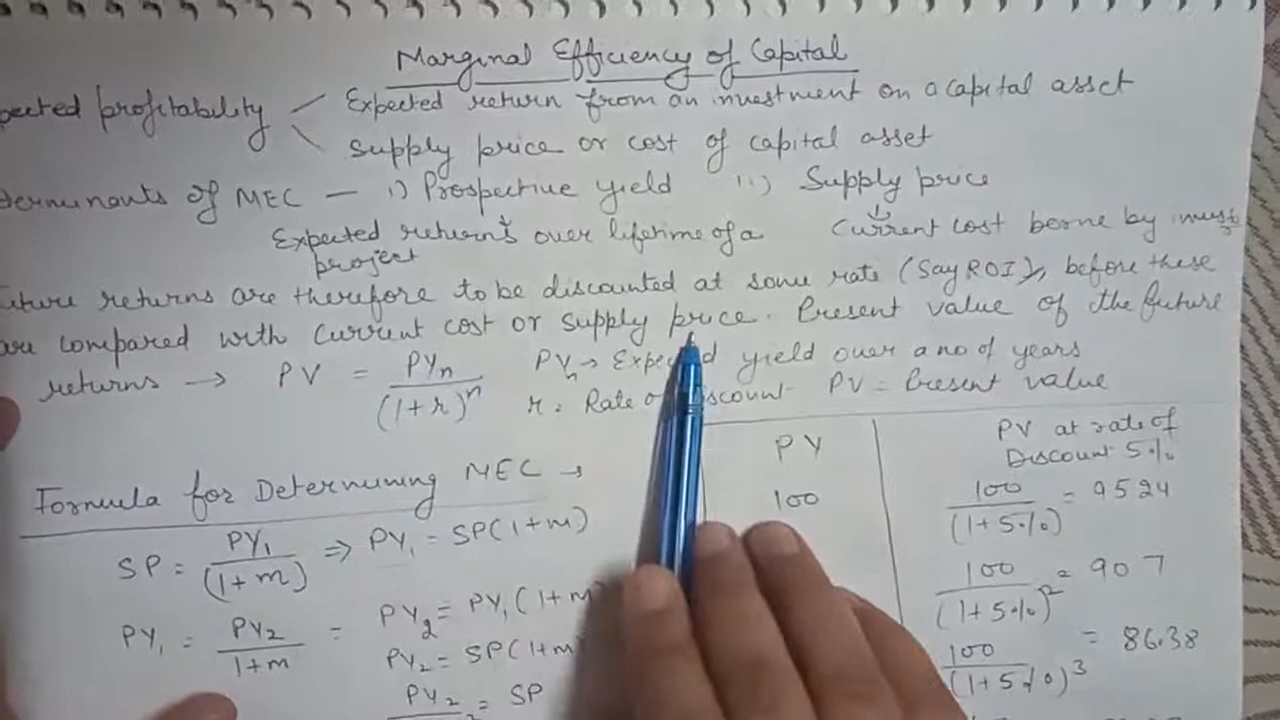 Marginal Efficiency of Capital
pected profitability
Expected return from an investment on a capital asset
Supply price or cost of capital asset
terminants of MEC — i) Prospective yield ii) Supply price
Expected returns over lifetime of a project
Current cost borne by
uture returns are therefore to be discounted at some rate (Say ROI), before these
are compared with current cost or supply price. Present value of the future
returns → PV = PYn / (1+r)^n
PYn → Expected yield over a no of years
r = Rate of discount PV = Present value
Formula for Determining MEC →
SP = PY₁ / (1+m) ⇒ PY₁ = SP(1+m)
PY₁ = PY₂ / 1+m = PY₂ = PY₁(1+m
PY₂ = SP(1+m
PY₂ = SP
PY
100
PV at rate of
Discount 5%
100 / (1+5%) = 9524
100 / (1+5%)² = 907
100 / (1+5%)³ = 86.38